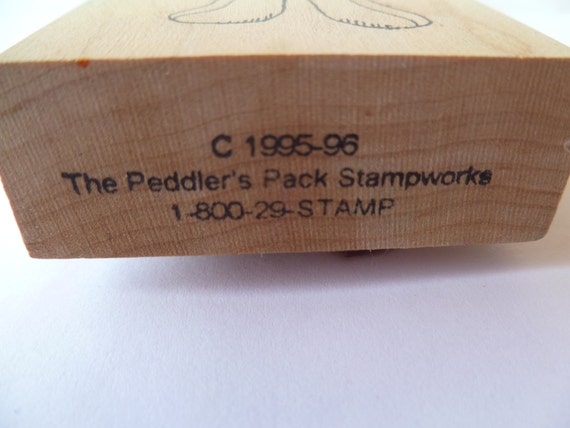 C 1995-96
The Peddler's Pack Stampworks
1-800-29-STAMP